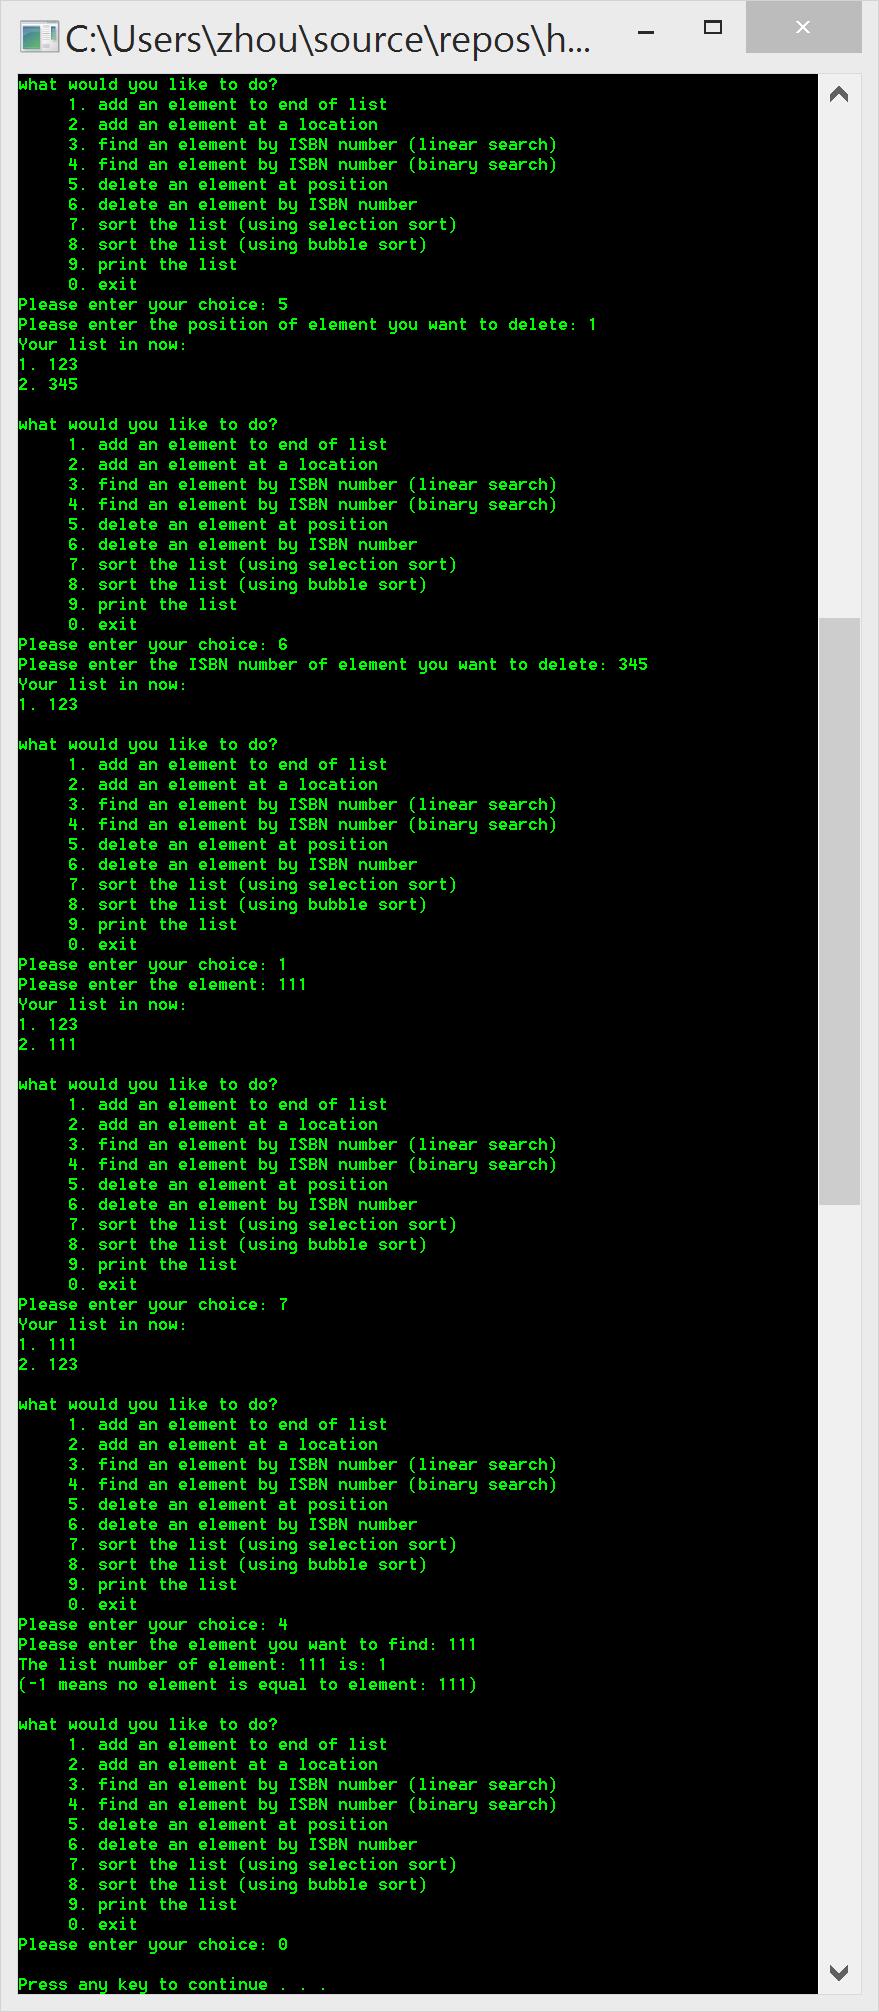 C:\Users\zhou\source\repos\h...
what would you like to do?
1. add an element to end of list
2. add an element at a location
3. find an element by ISBN number (linear search)
4. find an element by ISBN number (binary search)
5. delete an element at position
6. delete an element by ISBN number
7. sort the list (using selection sort)
8. sort the list (using bubble sort)
9. print the list
0. exit
Please enter your choice: 5
Please enter the position of element you want to delete: 1
Your list in now:
1. 123
2. 345
what would you like to do?
1. add an element to end of list
2. add an element at a location
3. find an element by ISBN number (linear search)
4. find an element by ISBN number (binary search)
5. delete an element at position
6. delete an element by ISBN number
7. sort the list (using selection sort)
8. sort the list (using bubble sort)
9. print the list
0. exit
Please enter your choice: 6
Please enter the ISBN number of element you want to delete: 345
Your list in now:
1. 123
what would you like to do?
1. add an element to end of list
2. add an element at a location
3. find an element by ISBN number (linear search)
4. find an element by ISBN number (binary search)
5. delete an element at position
6. delete an element by ISBN number
7. sort the list (using selection sort)
8. sort the list (using bubble sort)
9. print the list
0. exit
Please enter your choice: 1
Please enter the element: 111
Your list in now:
1. 123
2. 111
what would you like to do?
1. add an element to end of list
2. add an element at a location
3. find an element by ISBN number (linear search)
4. find an element by ISBN number (binary search)
5. delete an element at position
6. delete an element by ISBN number
7. sort the list (using selection sort)
8. sort the list (using bubble sort)
9. print the list
0. exit
Please enter your choice: 7
Your list in now:
1. 111
2. 123
what would you like to do?
1. add an element to end of list
2. add an element at a location
3. find an element by ISBN number (linear search)
4. find an element by ISBN number (binary search)
5. delete an element at position
6. delete an element by ISBN number
7. sort the list (using selection sort)
8. sort the list (using bubble sort)
9. print the list
0. exit
Please enter your choice: 4
Please enter the element you want to find: 111
The list number of element: 111 is: 1
(-1 means no element is equal to element: 111)
what would you like to do?
1. add an element to end of list
2. add an element at a location
3. find an element by ISBN number (linear search)
4. find an element by ISBN number (binary search)
5. delete an element at position
6. delete an element by ISBN number
7. sort the list (using selection sort)
8. sort the list (using bubble sort)
9. print the list
0. exit
Please enter your choice: 0
Press any key to continue . . .